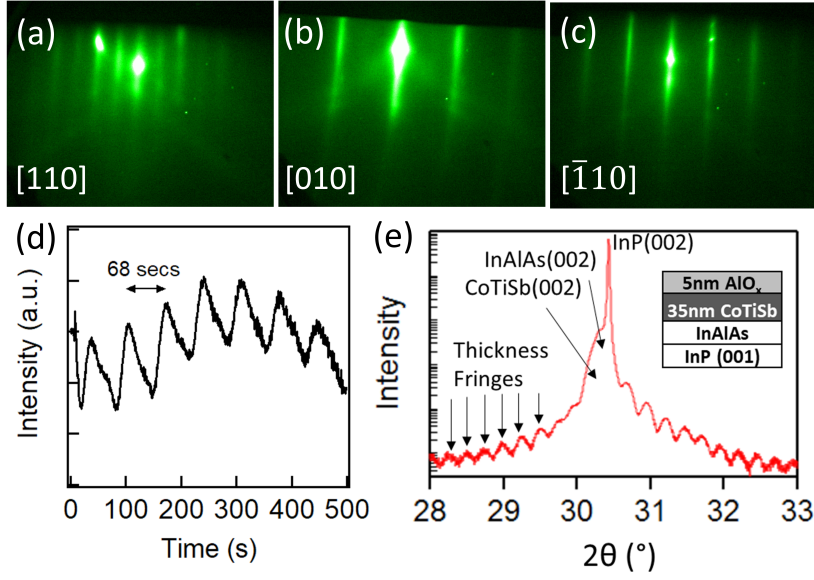 (a)
(b)
(c)
[110]
[010]
[1̄10]
(d)
68 secs
Intensity (a.u.)
0 100 200 300 400 500
Time (s)
(e)
InP(002)
InAlAs(002)
CoTiSb(002)
Thickness
Fringes
5nm AlOₓ
35nm CoTiSb
InAlAs
InP (001)
Intensity
28 29 30 31 32 33
2θ (°)